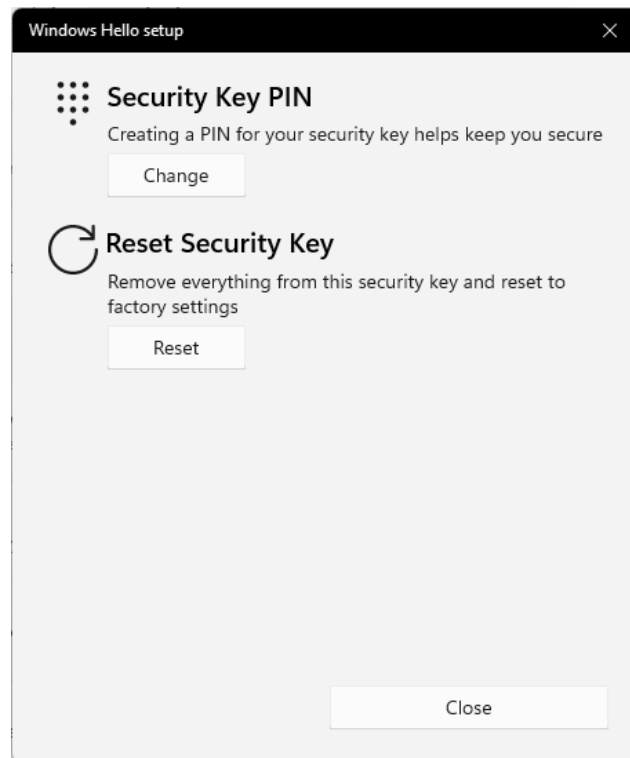 Windows Hello setup
Security Key PIN
Creating a PIN for your security key helps keep you secure
Change
Reset Security Key
Remove everything from this security key and reset to
factory settings
Reset
Close